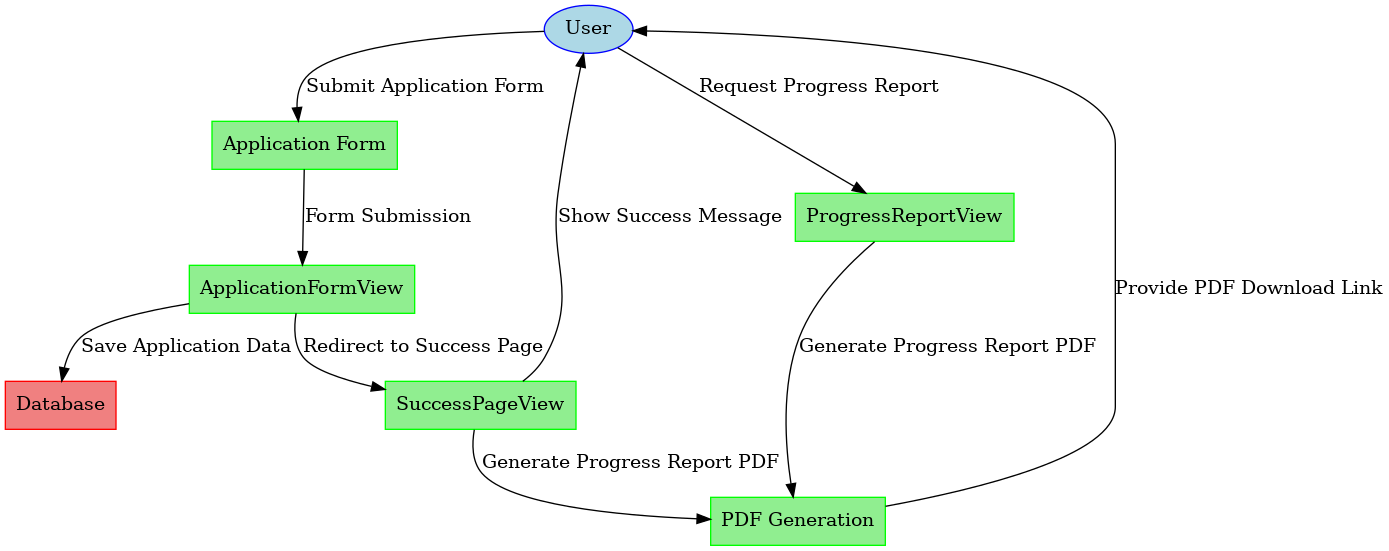 User
Submit Application Form
Request Progress Report
Application Form
Form Submission
Show Success Message
ProgressReportView
ApplicationFormView
Provide PDF Download Link
Save Application Data
Redirect to Success Page
Generate Progress Report PDF
Database
SuccessPageView
Generate Progress Report PDF
PDF Generation